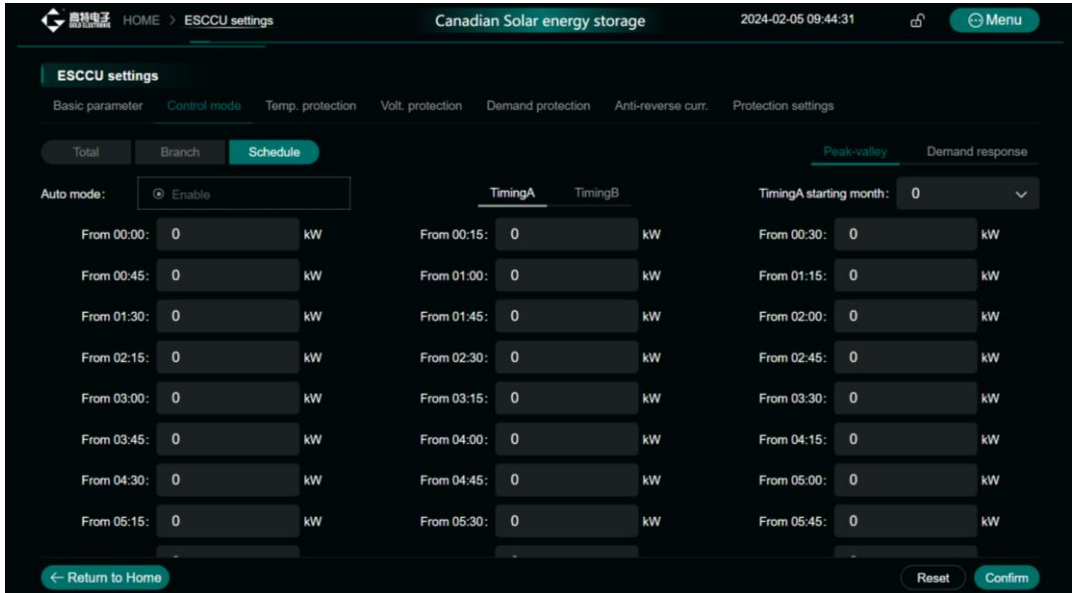 高特电子 GOLD ELECTRONIC HOME > ESCCU settings Canadian Solar energy storage 2024-02-05 09:44:31 Menu
ESCCU settings
Basic parameter Control mode Temp. protection Volt. protection Demand protection Anti-reverse curr. Protection settings
Total Branch Schedule Peak-valley Demand response
Auto mode: Enable TimingA TimingB TimingA starting month: 0
From 00:00: 0 kW From 00:15: 0 kW From 00:30: 0 kW
From 00:45: 0 kW From 01:00: 0 kW From 01:15: 0 kW
From 01:30: 0 kW From 01:45: 0 kW From 02:00: 0 kW
From 02:15: 0 kW From 02:30: 0 kW From 02:45: 0 kW
From 03:00: 0 kW From 03:15: 0 kW From 03:30: 0 kW
From 03:45: 0 kW From 04:00: 0 kW From 04:15: 0 kW
From 04:30: 0 kW From 04:45: 0 kW From 05:00: 0 kW
From 05:15: 0 kW From 05:30: 0 kW From 05:45: 0 kW
← Return to Home Reset Confirm